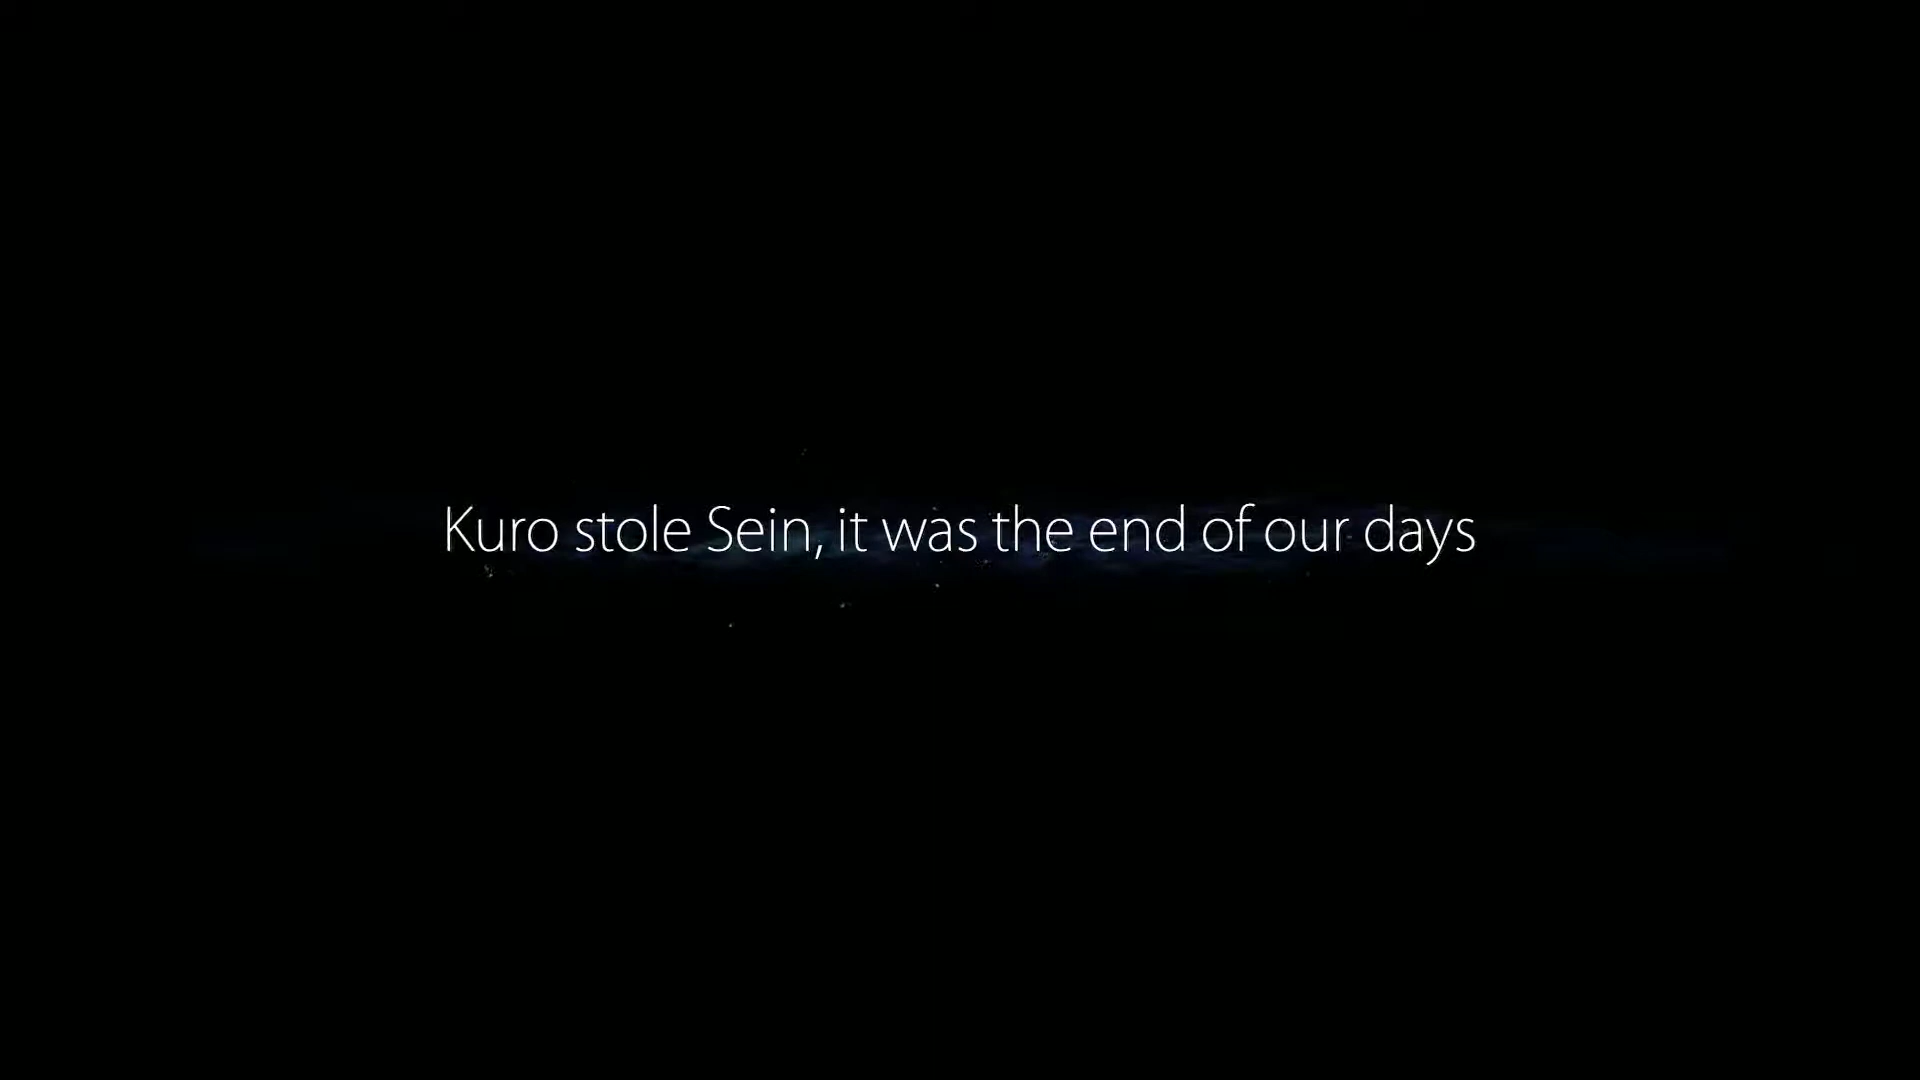 Kuro stole Sein, it was the end of our days